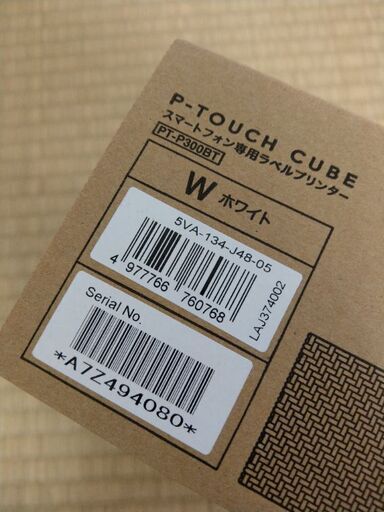 P-TOUCH CUBE
スマートフォン専用ラベルプリンター
PT-P300BT
W ホワイト
5VA-134-J48-05
4 977766 760768
LAJ374002
Serial No.
*A7Z494080*